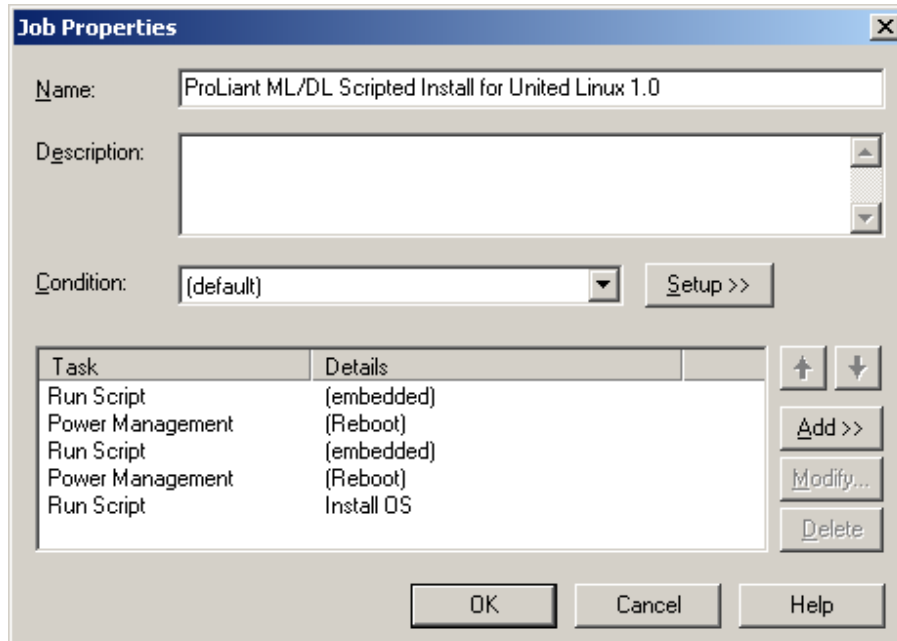 Job Properties
Name: ProLiant ML/DL Scripted Install for United Linux 1.0
Description:
Condition: (default) Setup >>
Task Details
Run Script (embedded)
Power Management (Reboot)
Run Script (embedded)
Power Management (Reboot)
Run Script Install OS
Add >>
Modify...
Delete
OK Cancel Help